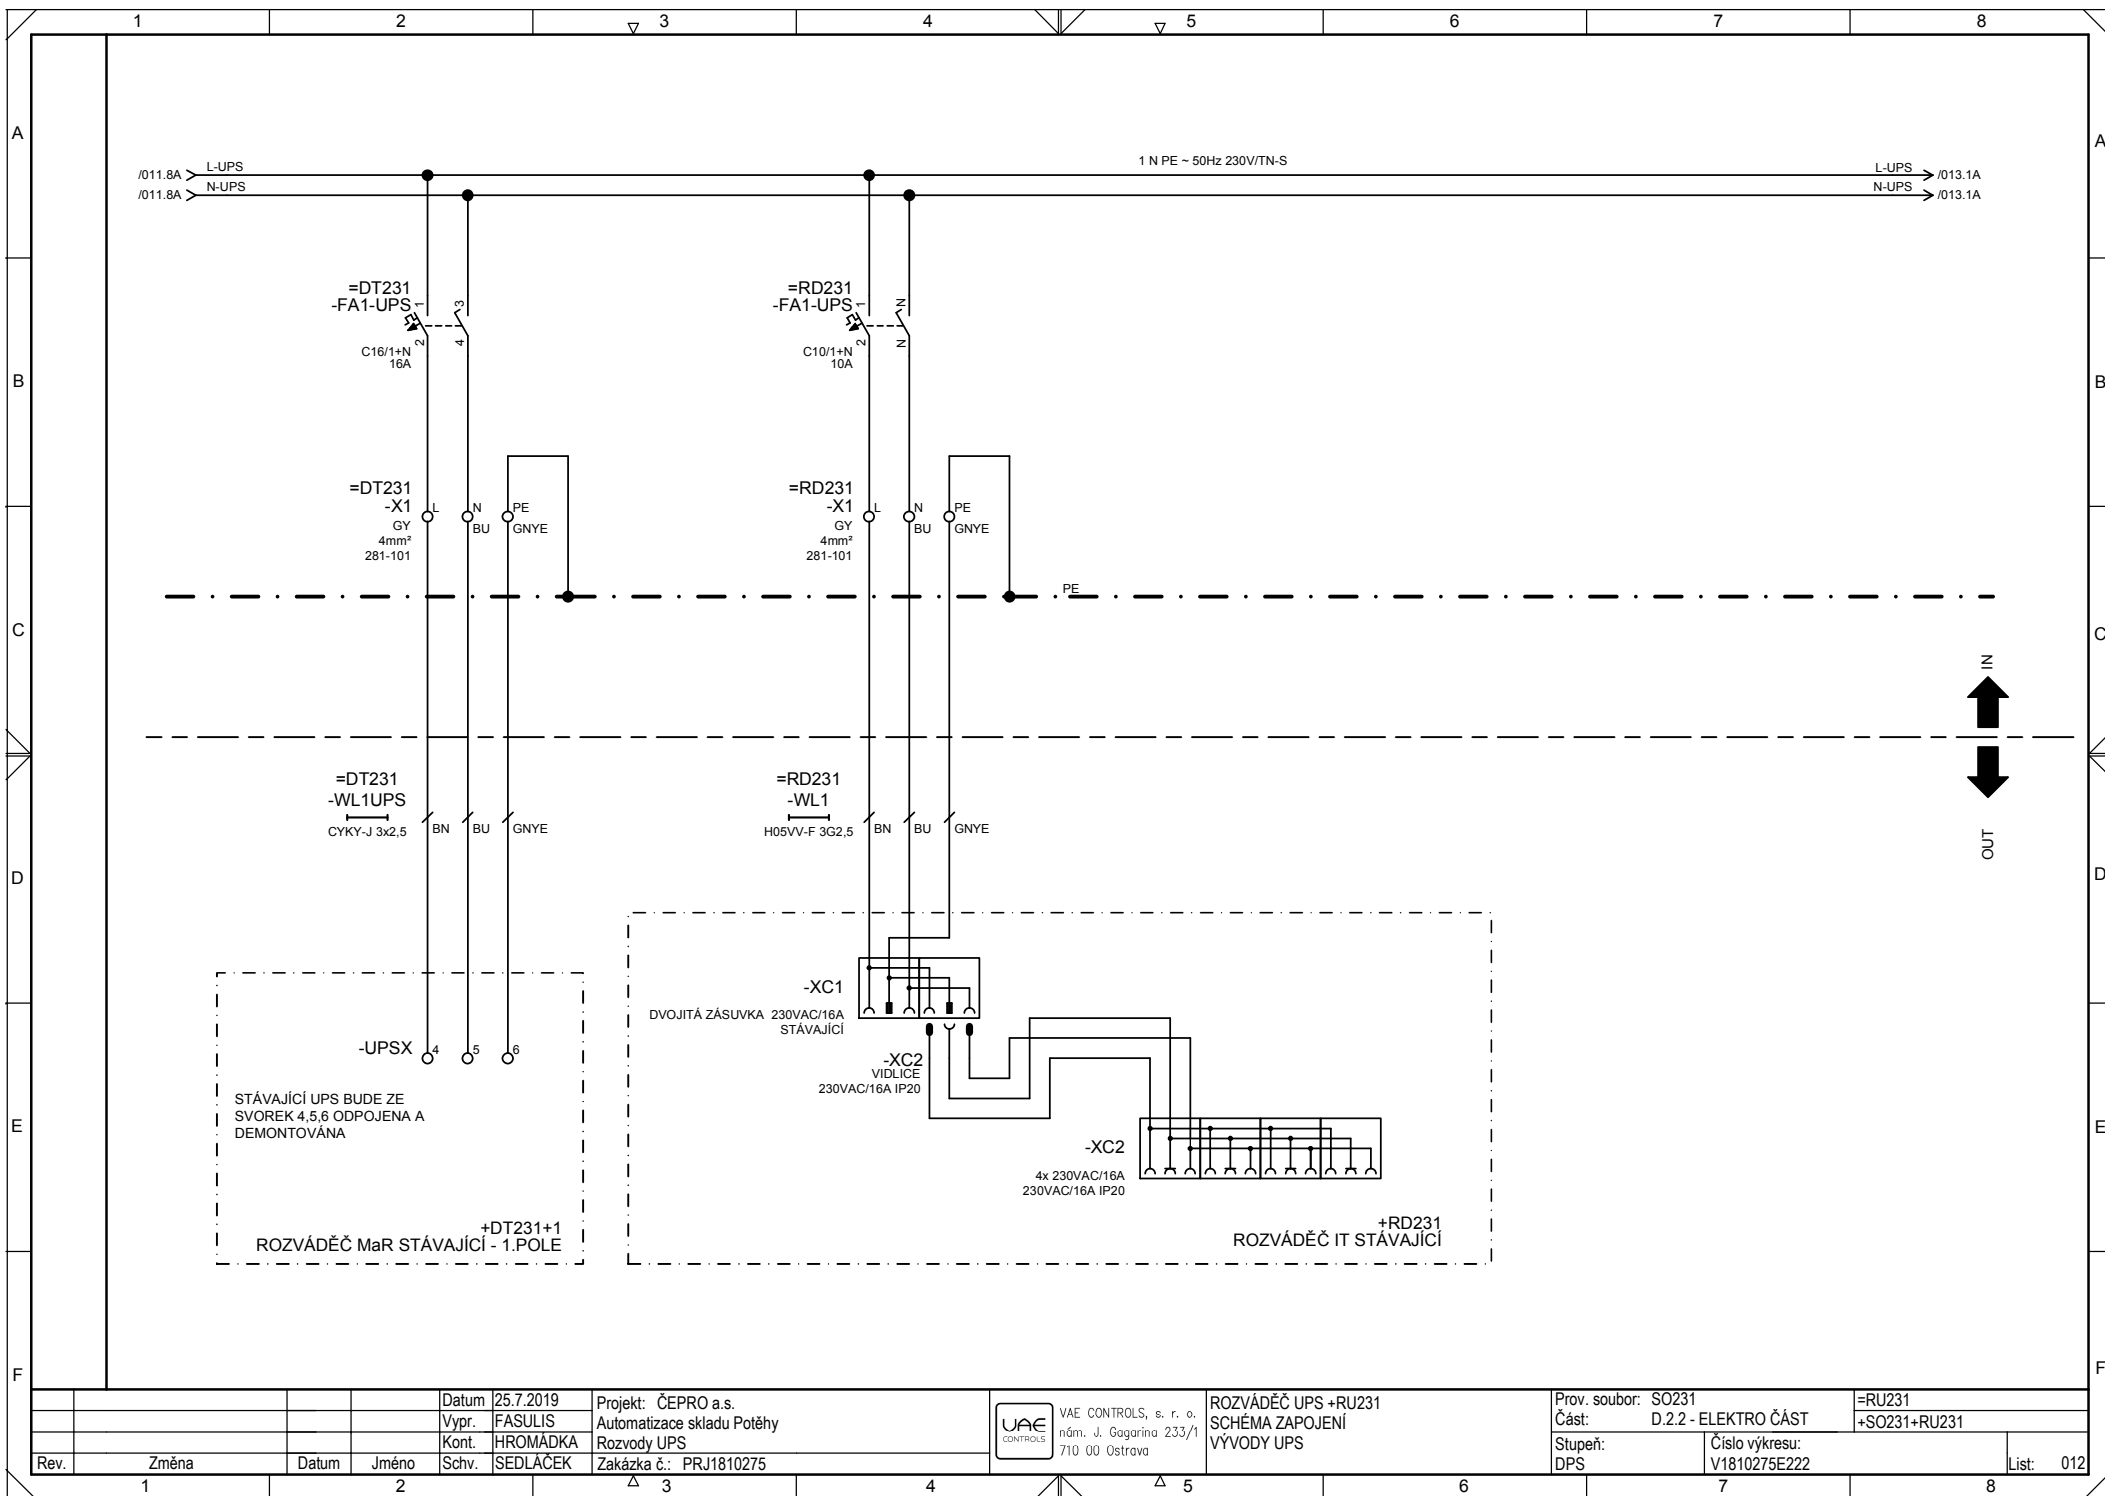 1 2 3 4 5 6 7 8
A A
B B
C C
D D
E E
F F
/011.8A L-UPS
/011.8A N-UPS
1 N PE ~ 50Hz 230V/TN-S
L-UPS /013.1A
N-UPS /013.1A
=DT231
-FA1-UPS
1 3
2 4
C16/1+N
16A
=RD231
-FA1-UPS
1 N
2 N
C10/1+N
10A
=DT231
-X1
GY
4mm²
281-101
L N PE
BU GNYE
=RD231
-X1
GY
4mm²
281-101
L N PE
BU GNYE
PE
IN
OUT
=DT231
-WL1UPS
CYKY-J 3x2,5
BN BU GNYE
=RD231
-WL1
H05VV-F 3G2,5
BN BU GNYE
-UPSX 4 5 6
STÁVAJÍCÍ UPS BUDE ZE
SVOREK 4,5,6 ODPOJENA A
DEMONTOVÁNA
+DT231+1
ROZVÁDĚČ MaR STÁVAJÍCÍ - 1.POLE
-XC1
DVOJITÁ ZÁSUVKA 230VAC/16A
STÁVAJÍCÍ
-XC2
VIDLICE
230VAC/16A IP20
-XC2
4x 230VAC/16A
230VAC/16A IP20
+RD231
ROZVÁDĚČ IT STÁVAJÍCÍ
Rev. Změna Datum Jméno
Datum 25.7.2019
Vypr. FASULIS
Kont. HROMÁDKA
Schv. SEDLÁČEK
Projekt: ČEPRO a.s.
Automatizace skladu Potěhy
Rozvody UPS
Zakázka č.: PRJ1810275
VAE
CONTROLS
VAE CONTROLS, s. r. o.
nám. J. Gagarina 233/1
710 00 Ostrava
ROZVÁDĚČ UPS +RU231
SCHÉMA ZAPOJENÍ
VÝVODY UPS
Prov. soubor: SO231
Část: D.2.2 - ELEKTRO ČÁST
Stupeň:
DPS
Číslo výkresu:
V1810275E222
=RU231
+SO231+RU231
List: 012
1 2 3 4 5 6 7 8